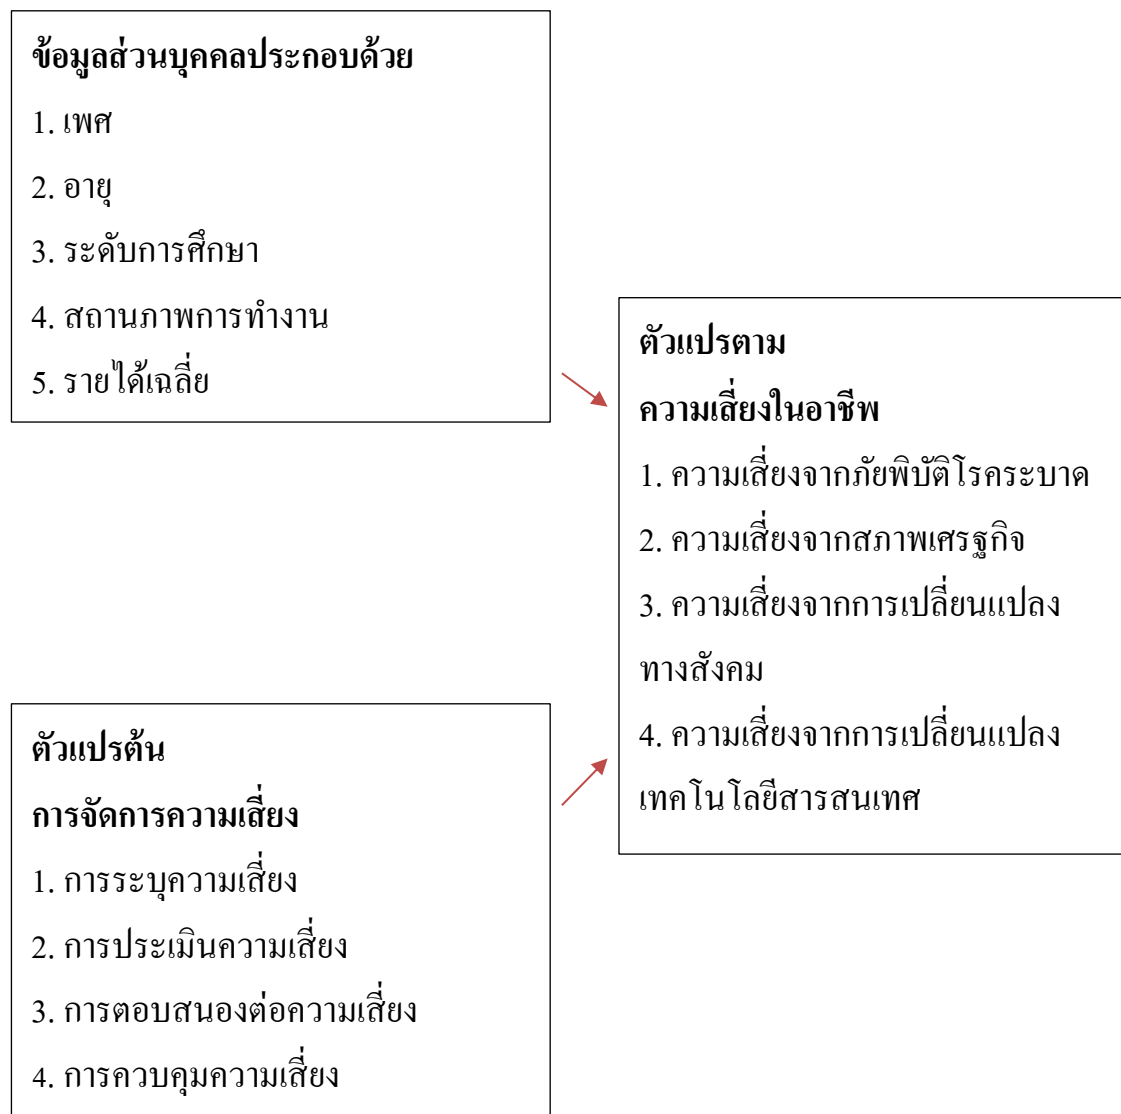 ข้อมูลส่วนบุคคลประกอบด้วย
1. เพศ
2. อายุ
3. ระดับการศึกษา
4. สถานภาพการทำงาน
5. รายได้เฉลี่ย
ตัวแปรตาม
ความเสี่ยงในอาชีพ
1. ความเสี่ยงจากภัยพิบัติโรคระบาด
2. ความเสี่ยงจากสภาพเศรฐกิจ
3. ความเสี่ยงจากการเปลี่ยนแปลง
ทางสังคม
4. ความเสี่ยงจากการเปลี่ยนแปลง
เทคโนโลยีสารสนเทศ
ตัวแปรต้น
การจัดการความเสี่ยง
1. การระบุความเสี่ยง
2. การประเมินความเสี่ยง
3. การตอบสนองต่อความเสี่ยง
4. การควบคุมความเสี่ยง